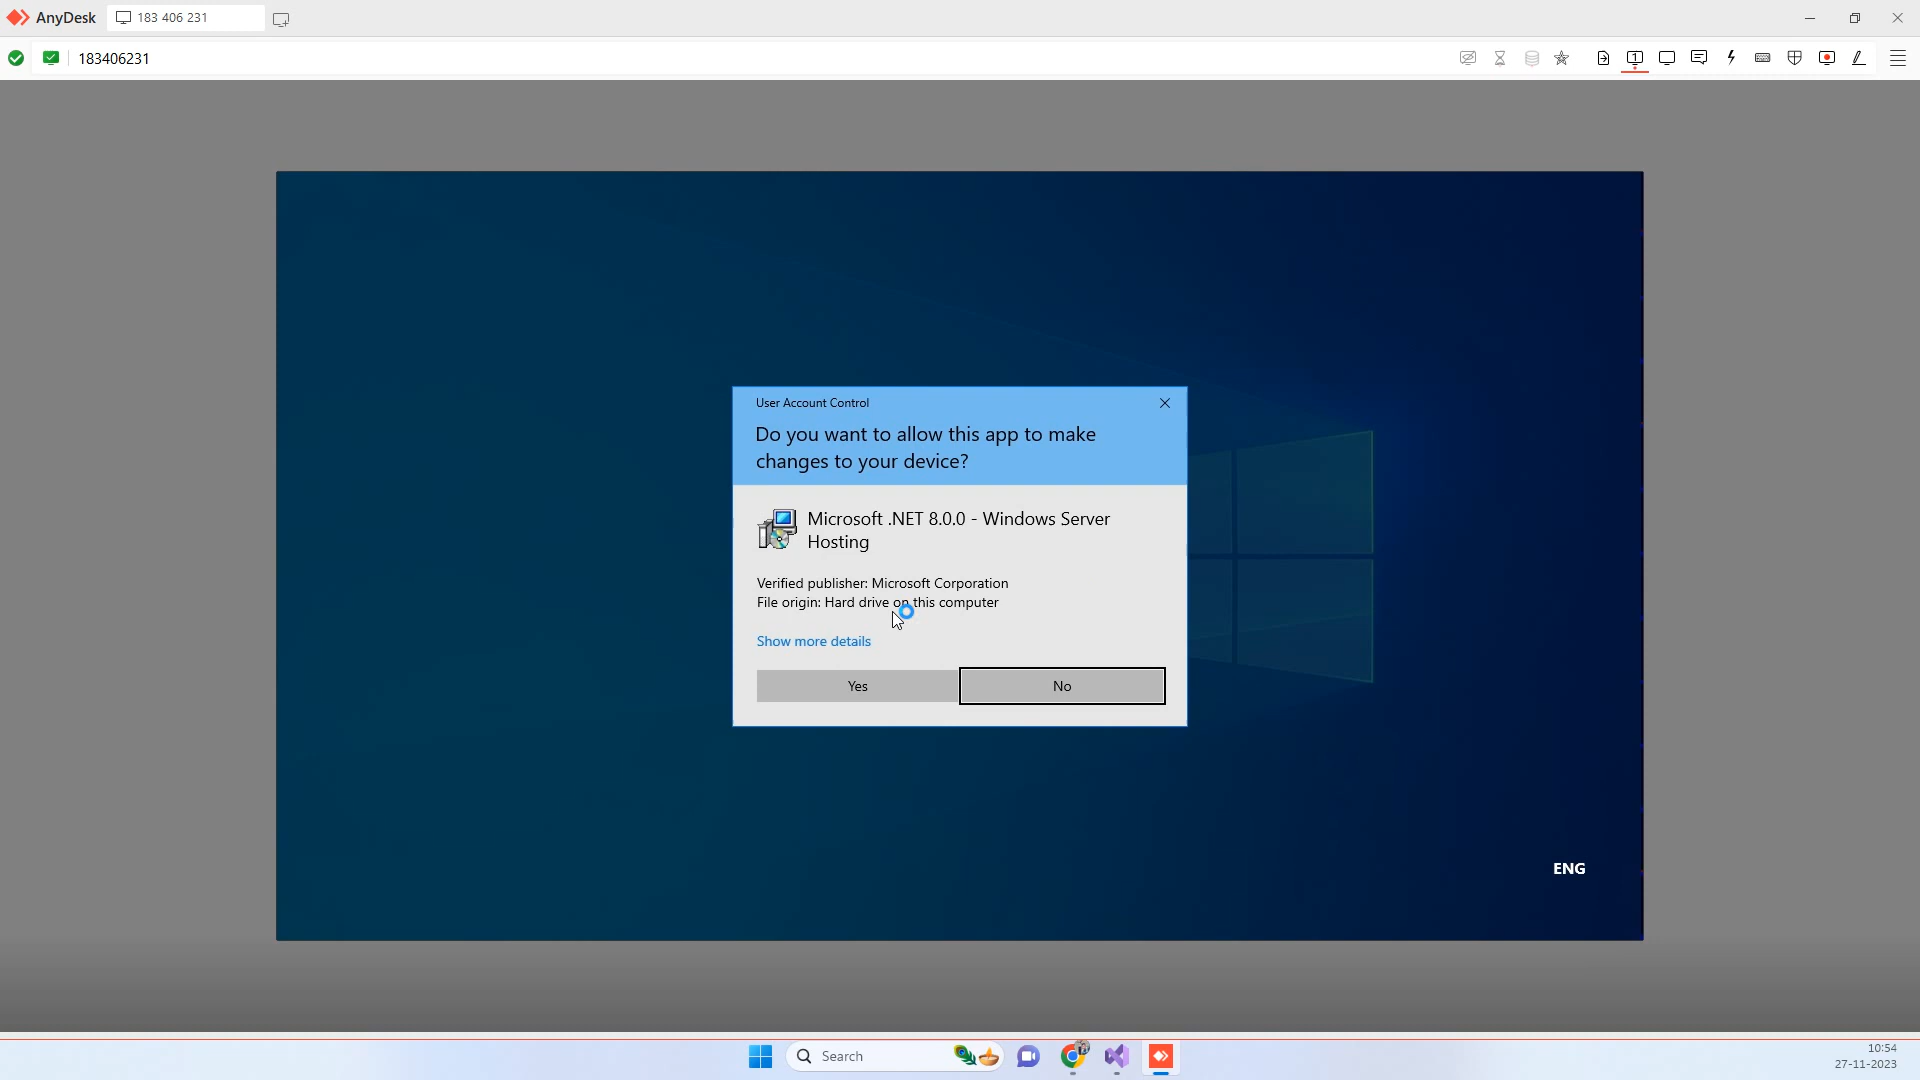 AnyDesk
183 406 231
183406231
1
User Account Control
Do you want to allow this app to make
changes to your device?
Microsoft .NET 8.0.0 - Windows Server
Hosting
Verified publisher: Microsoft Corporation
File origin: Hard drive on this computer
Show more details
Yes
No
ENG
Search
10:54
27-11-2023